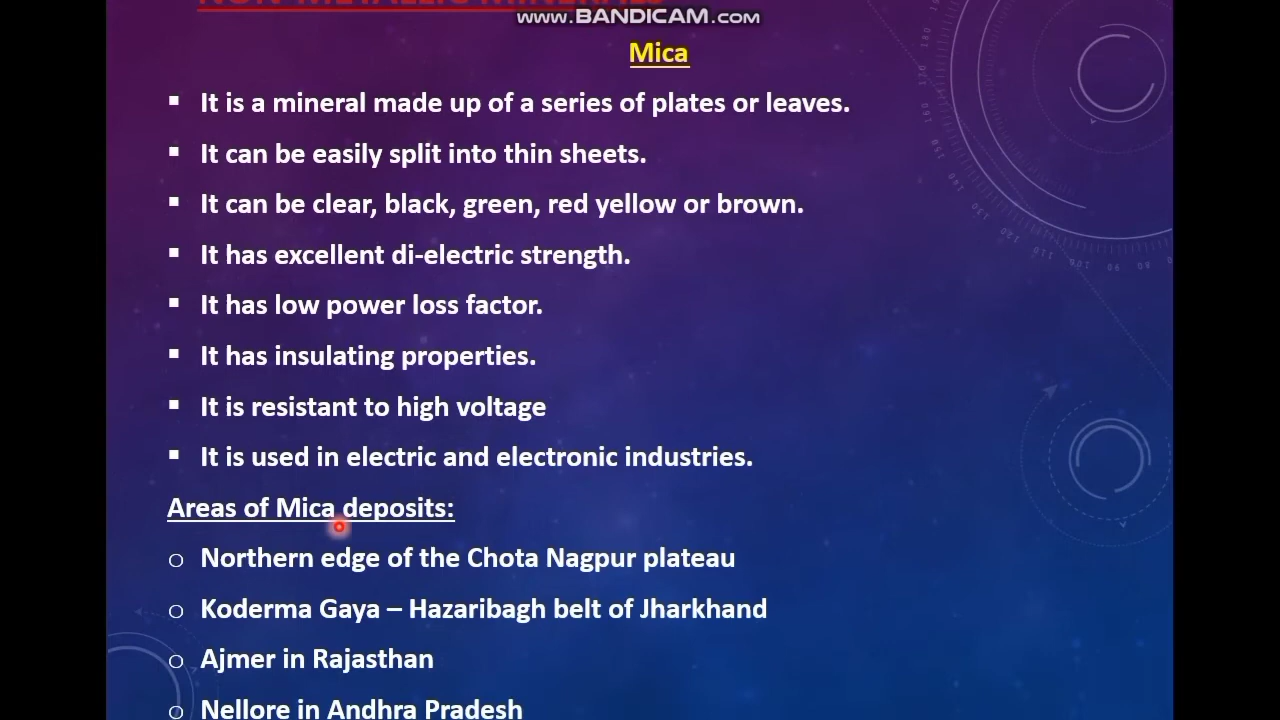 NON-METALLIC MINERALS
www.BANDICAM.com
Mica
▪ It is a mineral made up of a series of plates or leaves.
▪ It can be easily split into thin sheets.
▪ It can be clear, black, green, red yellow or brown.
▪ It has excellent di-electric strength.
▪ It has low power loss factor.
▪ It has insulating properties.
▪ It is resistant to high voltage
▪ It is used in electric and electronic industries.
Areas of Mica deposits:
o Northern edge of the Chota Nagpur plateau
o Koderma Gaya – Hazaribagh belt of Jharkhand
o Ajmer in Rajasthan
o Nellore in Andhra Pradesh